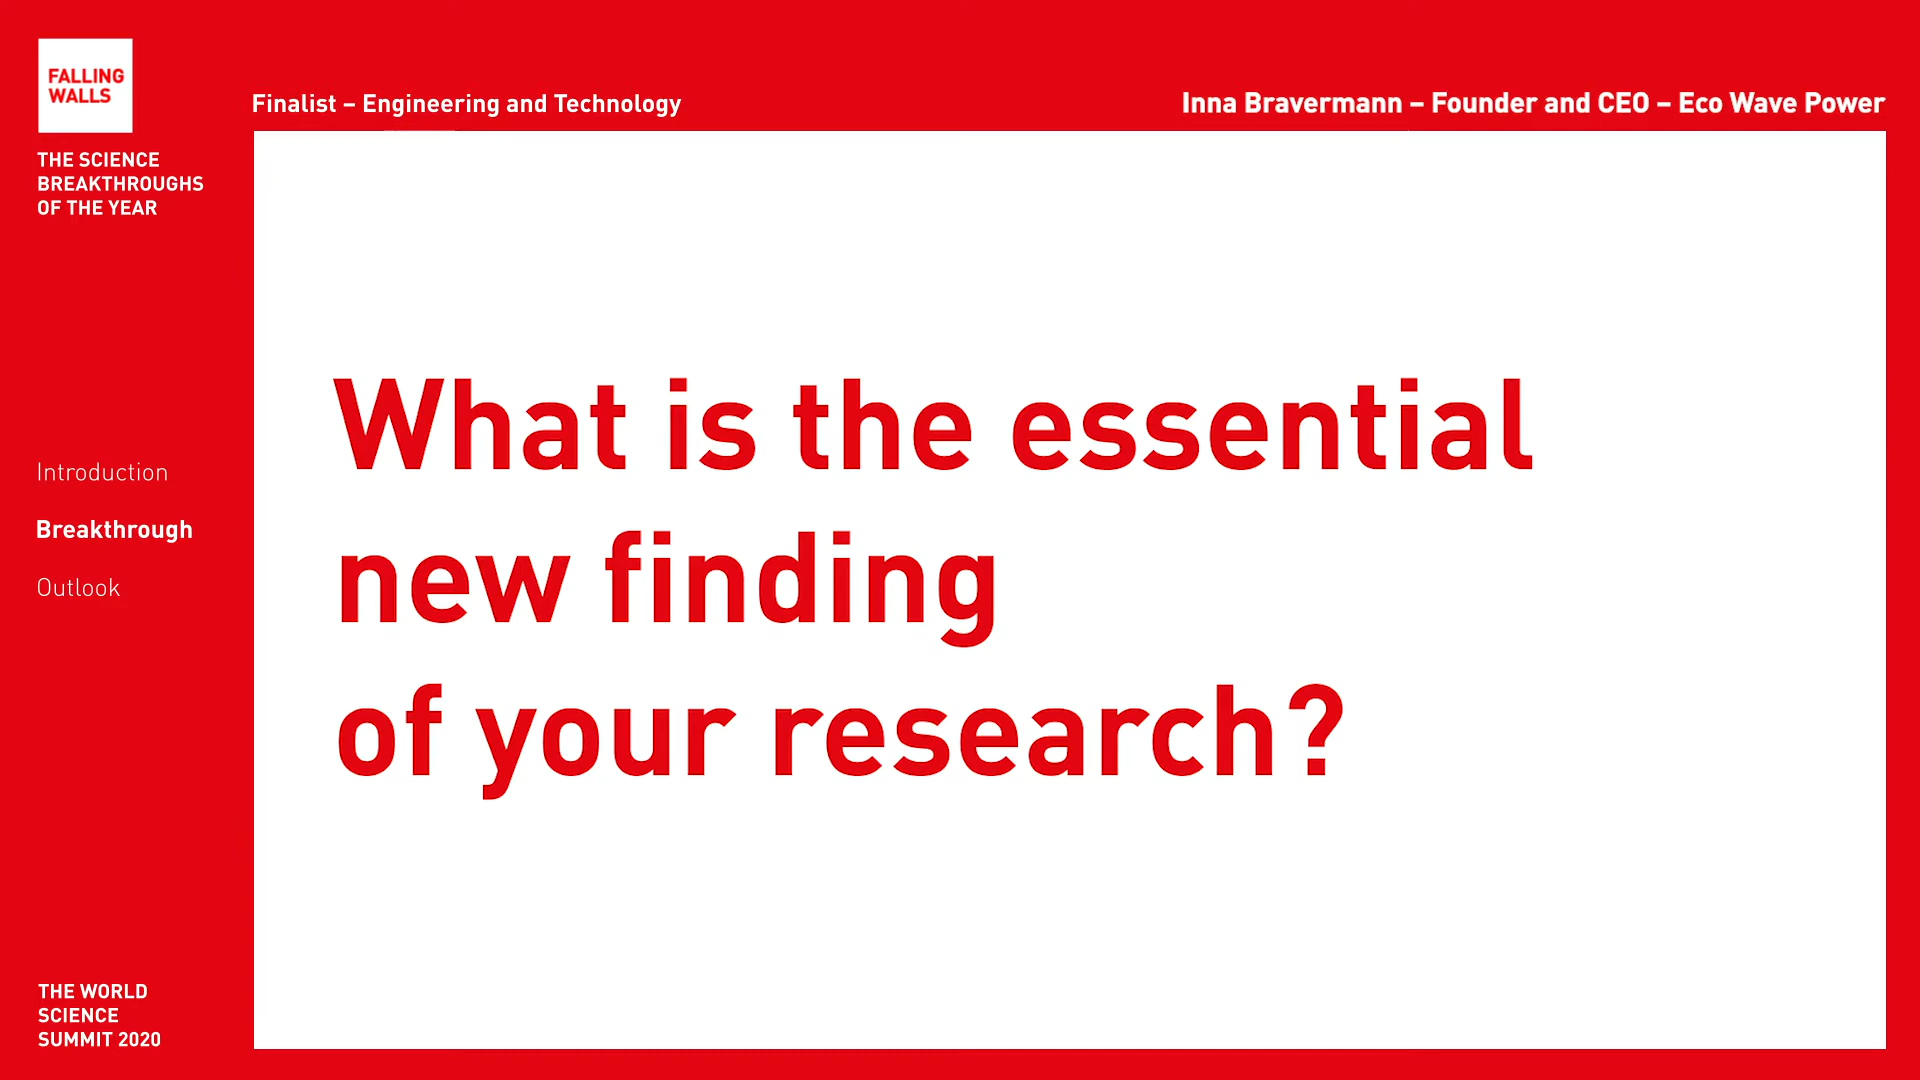 FALLING
WALLS
THE SCIENCE
BREAKTHROUGHS
OF THE YEAR
Finalist – Engineering and Technology
Inna Bravermann – Founder and CEO – Eco Wave Power
Introduction
Breakthrough
Outlook
What is the essential
new finding
of your research?
THE WORLD
SCIENCE
SUMMIT 2020